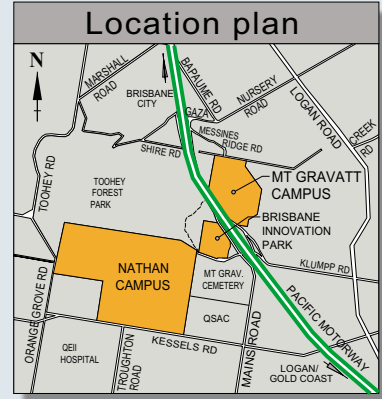 Location plan
N
MARSHALL
ROAD
BRISBANE
CITY
BAPAUME RD
GAZA
NURSERY
ROAD
LOGAN ROAD
CREEK
RD
MESSINES
RIDGE RD
SHIRE RD
TOOHEY RD
TOOHEY
FOREST
PARK
MT GRAVATT
CAMPUS
BRISBANE
INNOVATION
PARK
KLUMPP RD
NATHAN
CAMPUS
MT GRAV.
CEMETERY
PACIFIC MOTORWAY
ORANGE GROVE RD
QSAC
MAINS ROAD
KESSELS RD
QEII
HOSPITAL
TROUGHTON
ROAD
LOGAN/
GOLD COAST